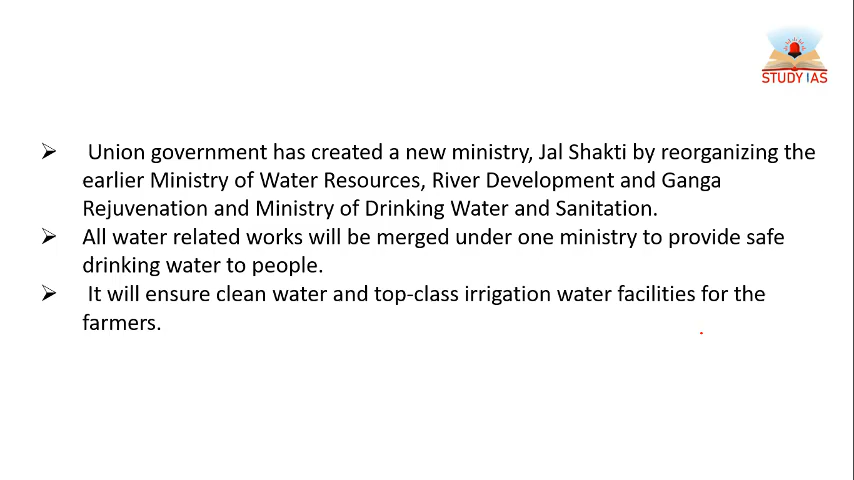 STUDY IAS
Union government has created a new ministry, Jal Shakti by reorganizing the
earlier Ministry of Water Resources, River Development and Ganga
Rejuvenation and Ministry of Drinking Water and Sanitation.
All water related works will be merged under one ministry to provide safe
drinking water to people.
It will ensure clean water and top-class irrigation water facilities for the
farmers.